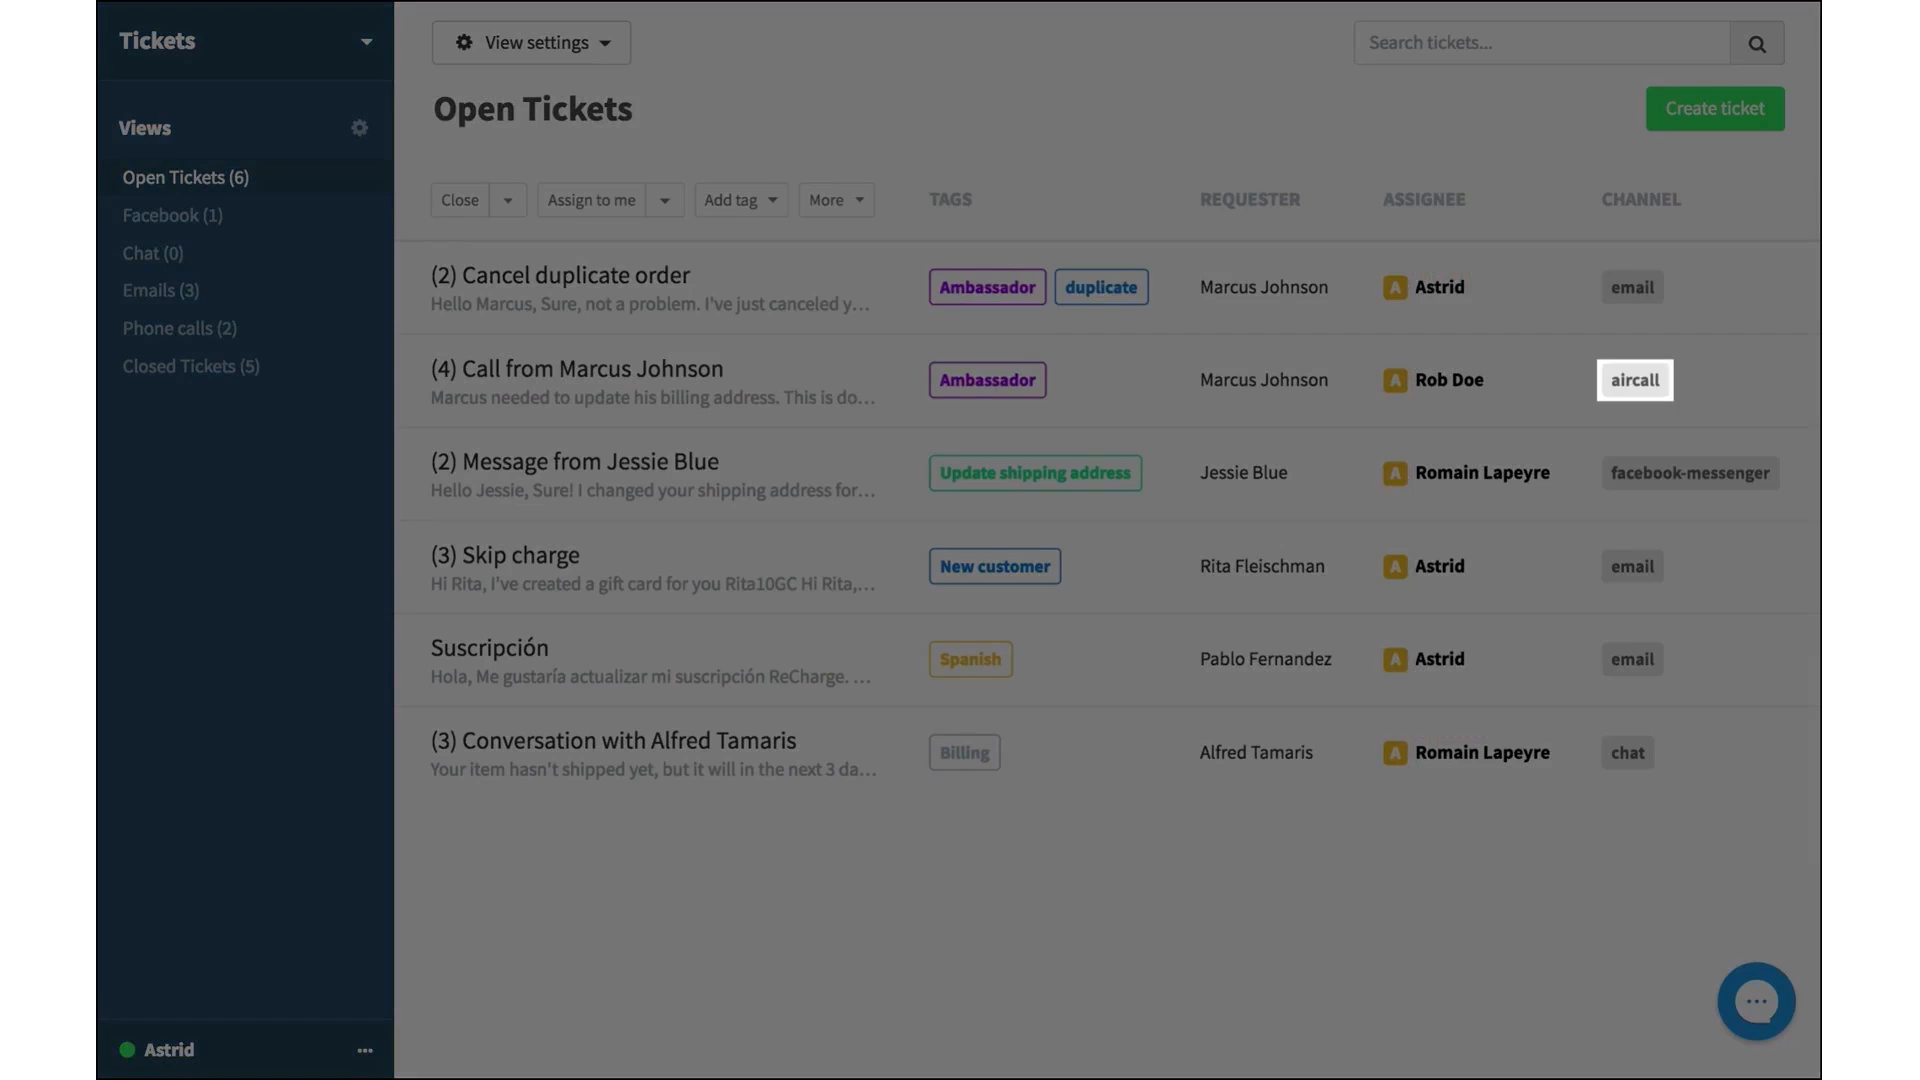 Tickets
View settings
Search tickets...
Open Tickets
Create ticket
Views
Open Tickets (6)
Facebook (1)
Chat (0)
Emails (3)
Phone calls (2)
Closed Tickets (5)
Close
Assign to me
Add tag
More
TAGS
REQUESTER
ASSIGNEE
CHANNEL
(2) Cancel duplicate order
Hello Marcus, Sure, not a problem. I've just canceled y...
Ambassador
duplicate
Marcus Johnson
A Astrid
email
(4) Call from Marcus Johnson
Marcus needed to update his billing address. This is do...
Ambassador
Marcus Johnson
A Rob Doe
aircall
(2) Message from Jessie Blue
Hello Jessie, Sure! I changed your shipping address for...
Update shipping address
Jessie Blue
A Romain Lapeyre
facebook-messenger
(3) Skip charge
Hi Rita, I've created a gift card for you Rita10GC Hi Rita,...
New customer
Rita Fleischman
A Astrid
email
Suscripción
Hola, Me gustaría actualizar mi suscripción ReCharge. ...
Spanish
Pablo Fernandez
A Astrid
email
(3) Conversation with Alfred Tamaris
Your item hasn't shipped yet, but it will in the next 3 da...
Billing
Alfred Tamaris
A Romain Lapeyre
chat
Astrid